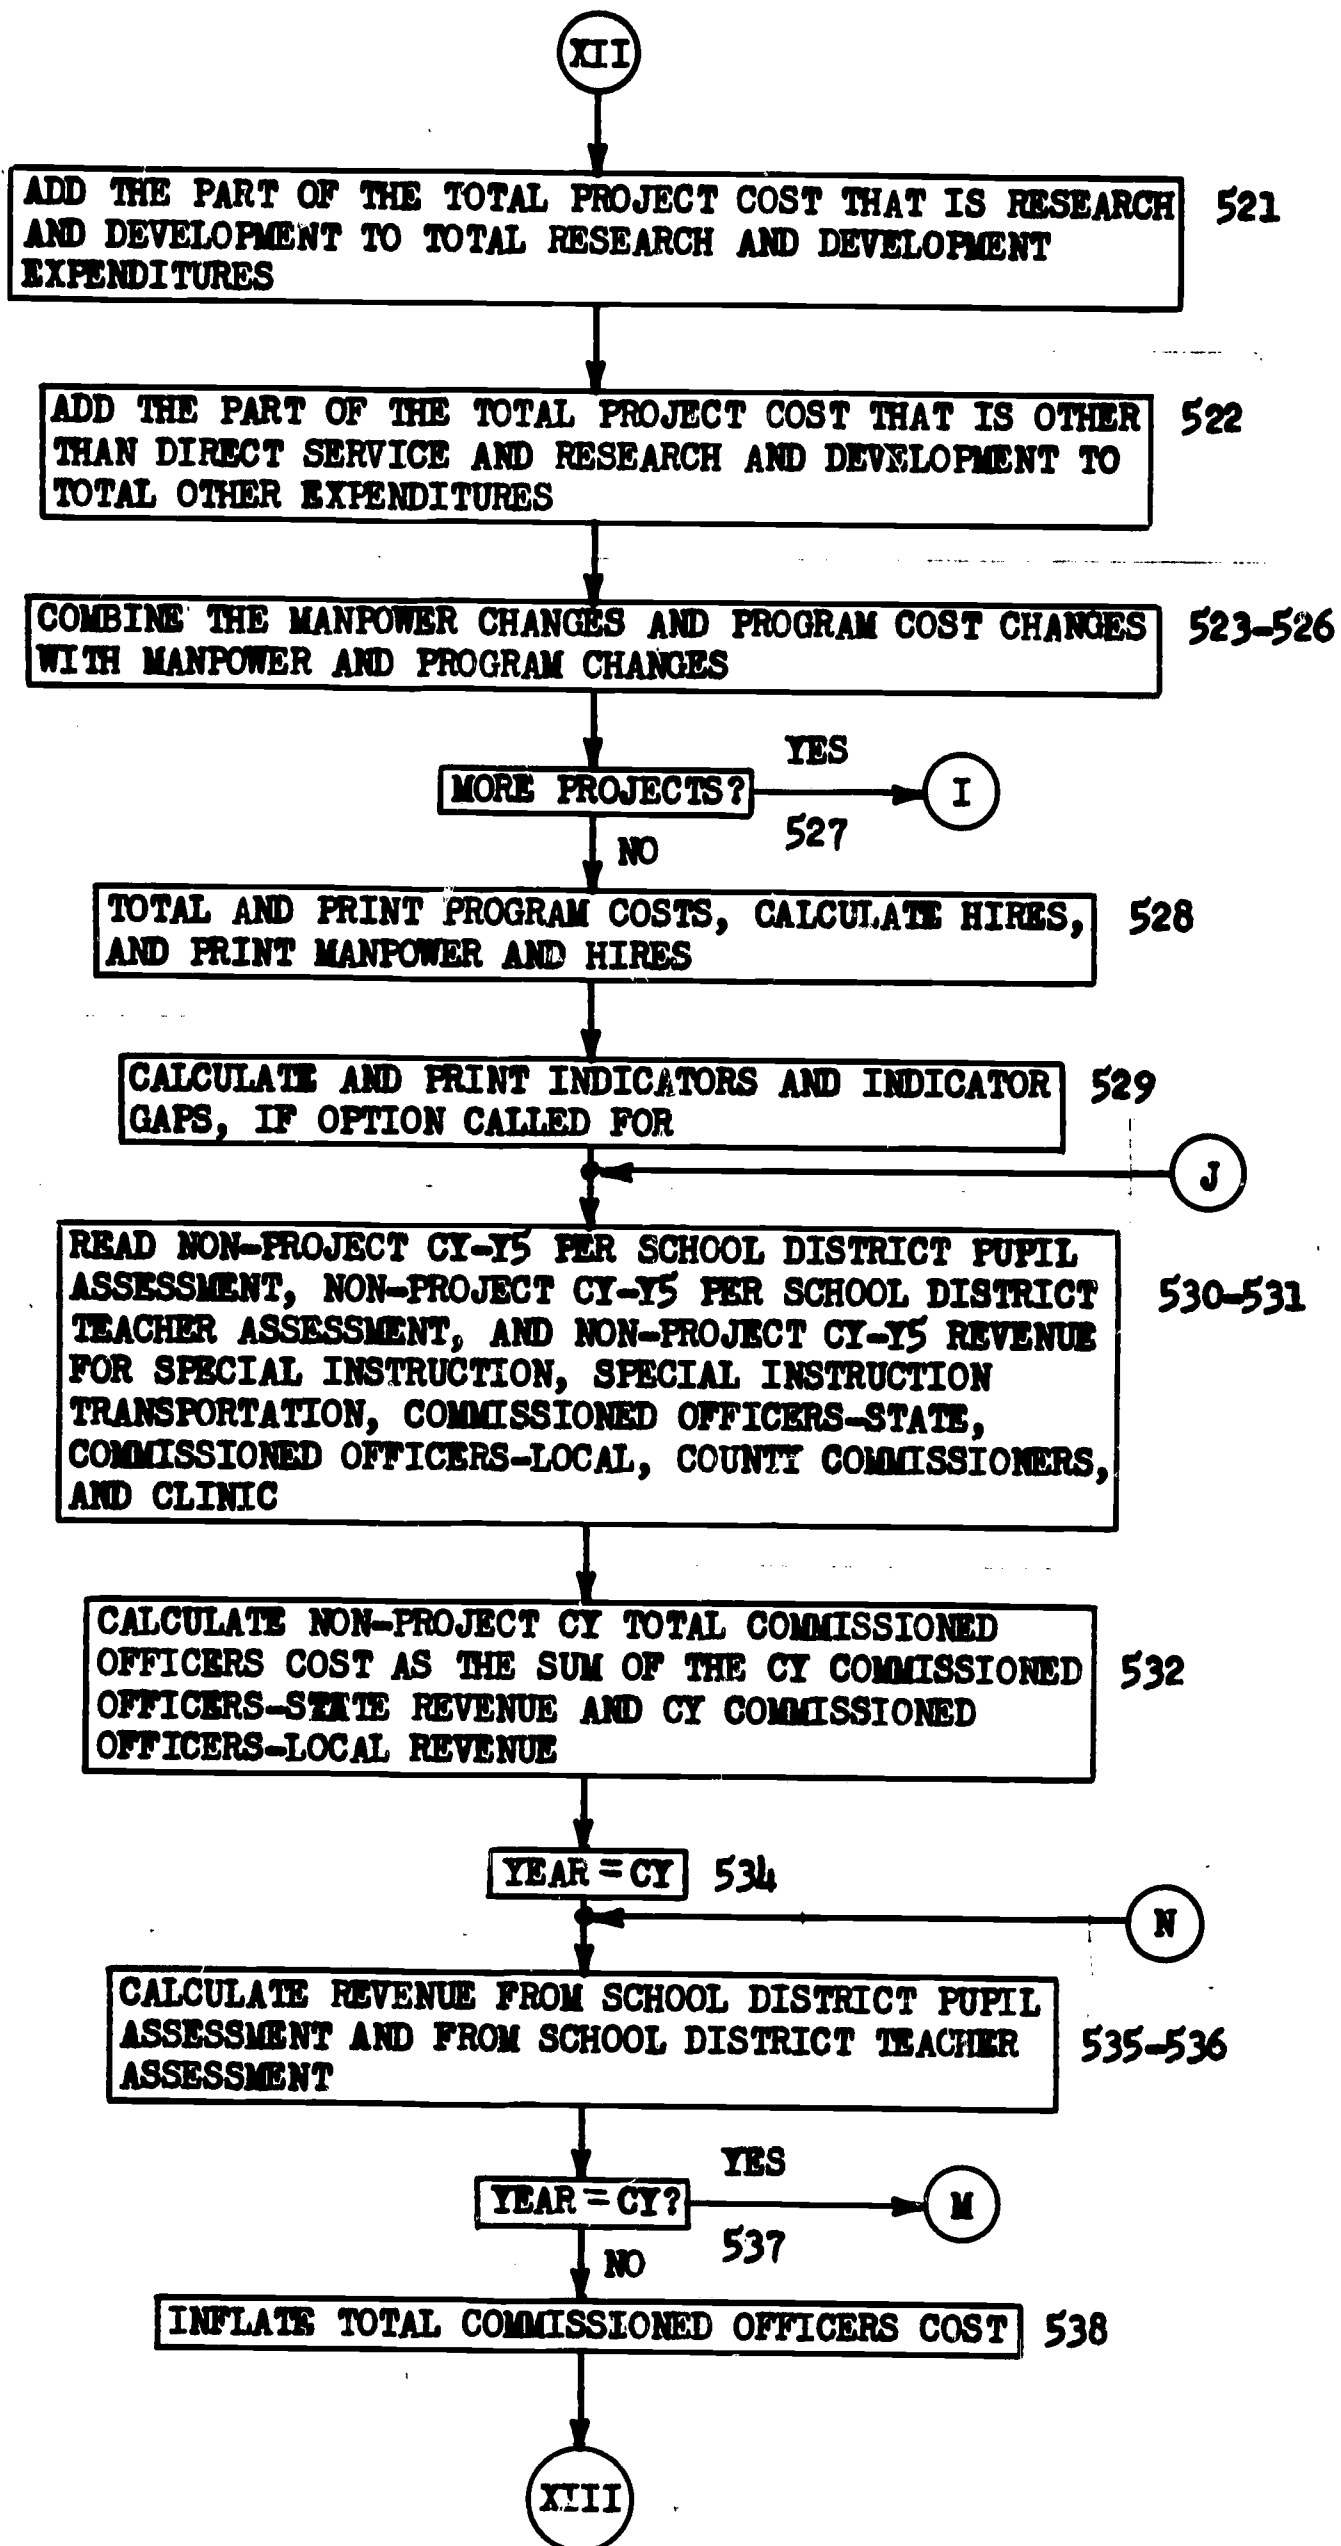 XII
ADD THE PART OF THE TOTAL PROJECT COST THAT IS RESEARCH
AND DEVELOPMENT TO TOTAL RESEARCH AND DEVELOPMENT
EXPENDITURES
521
ADD THE PART OF THE TOTAL PROJECT COST THAT IS OTHER
THAN DIRECT SERVICE AND RESEARCH AND DEVELOPMENT TO
TOTAL OTHER EXPENDITURES
522
COMBINE THE MANPOWER CHANGES AND PROGRAM COST CHANGES
WITH MANPOWER AND PROGRAM CHANGES
523-526
MORE PROJECTS?
YES
527
I
NO
TOTAL AND PRINT PROGRAM COSTS, CALCULATE HIRES,
AND PRINT MANPOWER AND HIRES
528
CALCULATE AND PRINT INDICATORS AND INDICATOR
GAPS, IF OPTION CALLED FOR
529
J
READ NON-PROJECT CY-Y5 PER SCHOOL DISTRICT PUPIL
ASSESSMENT, NON-PROJECT CY-Y5 PER SCHOOL DISTRICT
TEACHER ASSESSMENT, AND NON-PROJECT CY-Y5 REVENUE
FOR SPECIAL INSTRUCTION, SPECIAL INSTRUCTION
TRANSPORTATION, COMMISSIONED OFFICERS-STATE,
COMMISSIONED OFFICERS-LOCAL, COUNTY COMMISSIONERS,
AND CLINIC
530-531
CALCULATE NON-PROJECT CY TOTAL COMMISSIONED
OFFICERS COST AS THE SUM OF THE CY COMMISSIONED
OFFICERS-STATE REVENUE AND CY COMMISSIONED
OFFICERS-LOCAL REVENUE
532
YEAR = CY
534
N
CALCULATE REVENUE FROM SCHOOL DISTRICT PUPIL
ASSESSMENT AND FROM SCHOOL DISTRICT TEACHER
ASSESSMENT
535-536
YEAR = CY?
YES
537
M
NO
INFLATE TOTAL COMMISSIONED OFFICERS COST
538
XIII